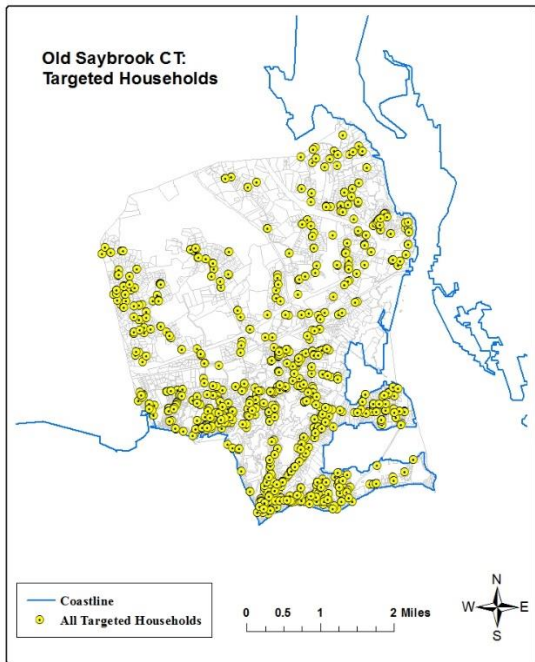 Old Saybrook CT:
Targeted Households
Coastline
All Targeted Households
0 0.5 1 2 Miles
N
W E
S